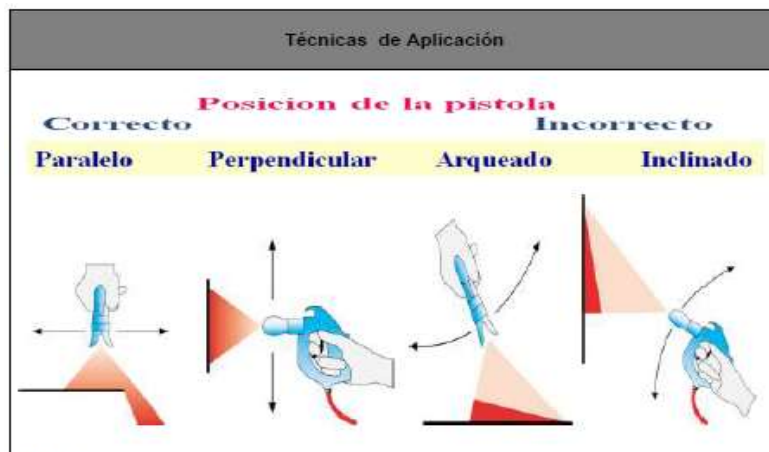 Técnicas de Aplicación
Posicion de la pistola
Correcto Incorrecto
Paralelo Perpendicular Arqueado Inclinado